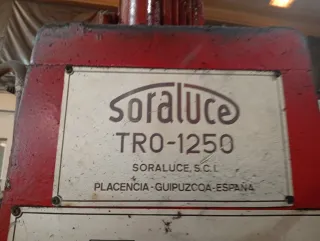 soraluce
TRO-1250
SORALUCE, S.C.I.
PLACENCIA-GUIPUZCOA-ESPAÑA